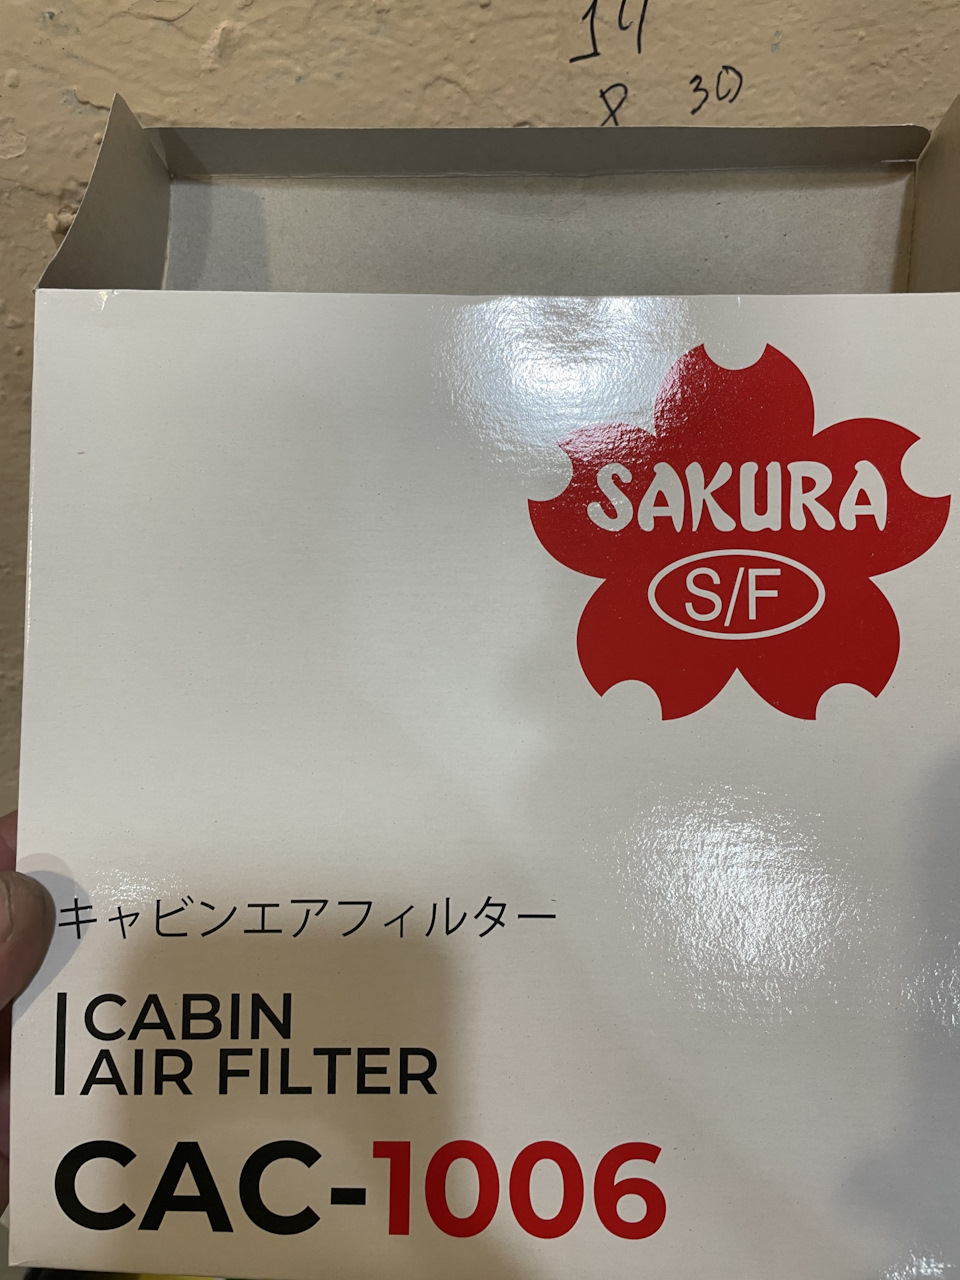 14
8 30
SAKURA
S/F
キャビンエアフィルター
CABIN
AIR FILTER
CAC-1006